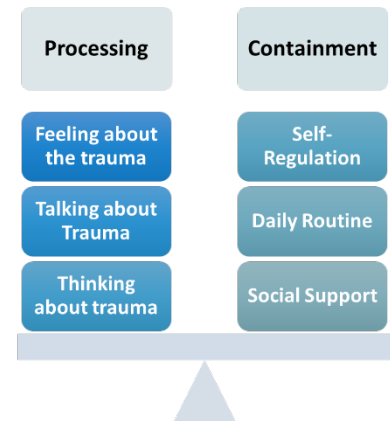 Processing
Feeling about
the trauma
Talking about
Trauma
Thinking
about trauma
Containment
Self-
Regulation
Daily Routine
Social Support